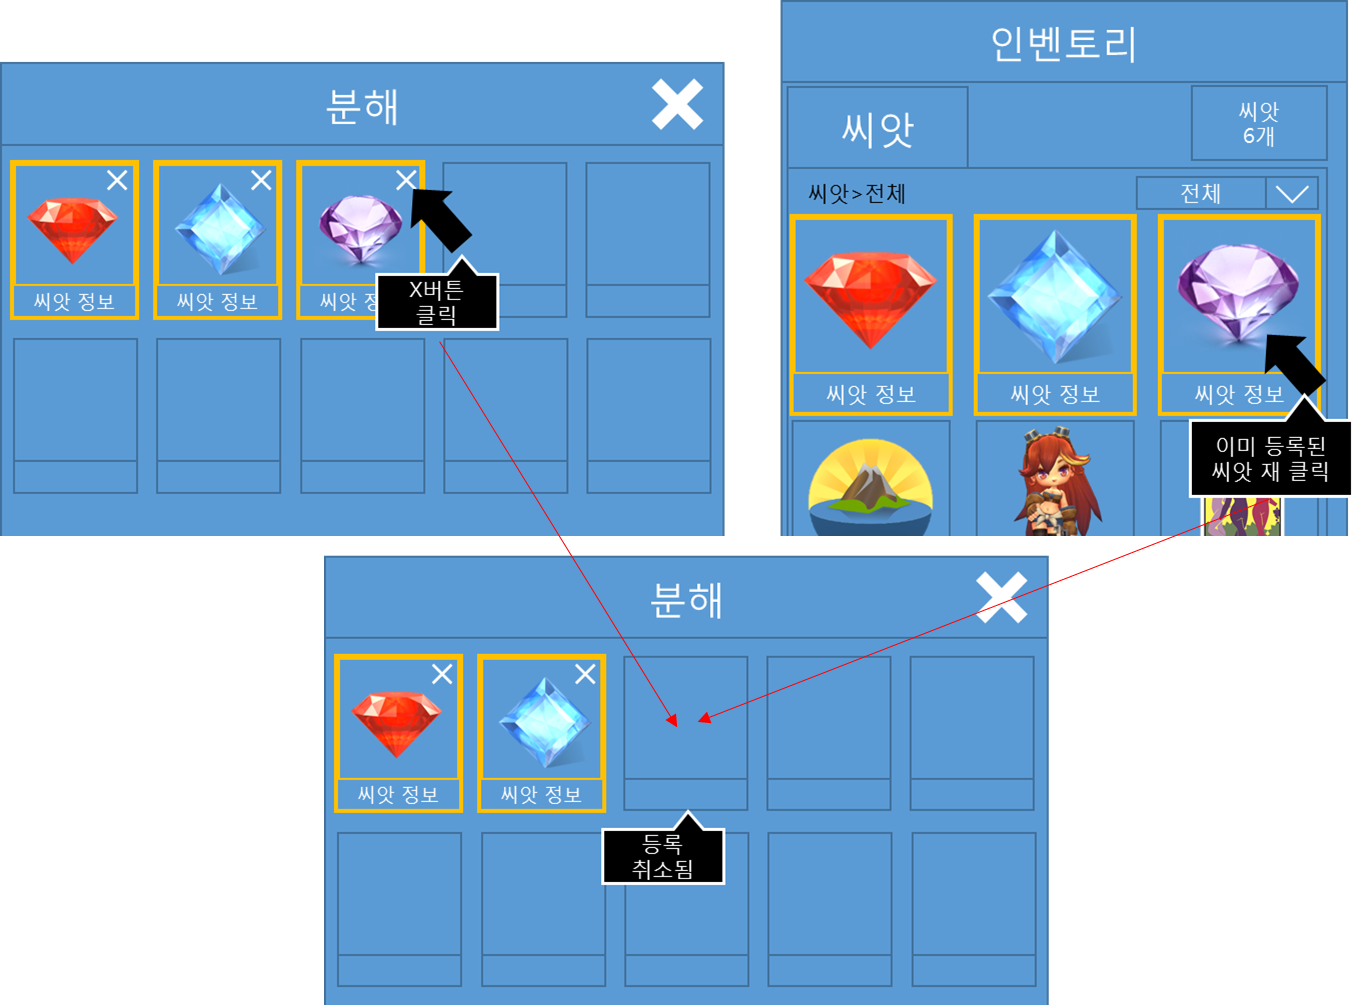 분해
씨앗 정보
씨앗 정보
씨앗 정
X버튼
클릭
인벤토리
씨앗
씨앗
6개
씨앗>전체
전체
씨앗 정보
씨앗 정보
씨앗 정보
이미 등록된
씨앗 재 클릭
분해
씨앗 정보
씨앗 정보
등록
취소됨